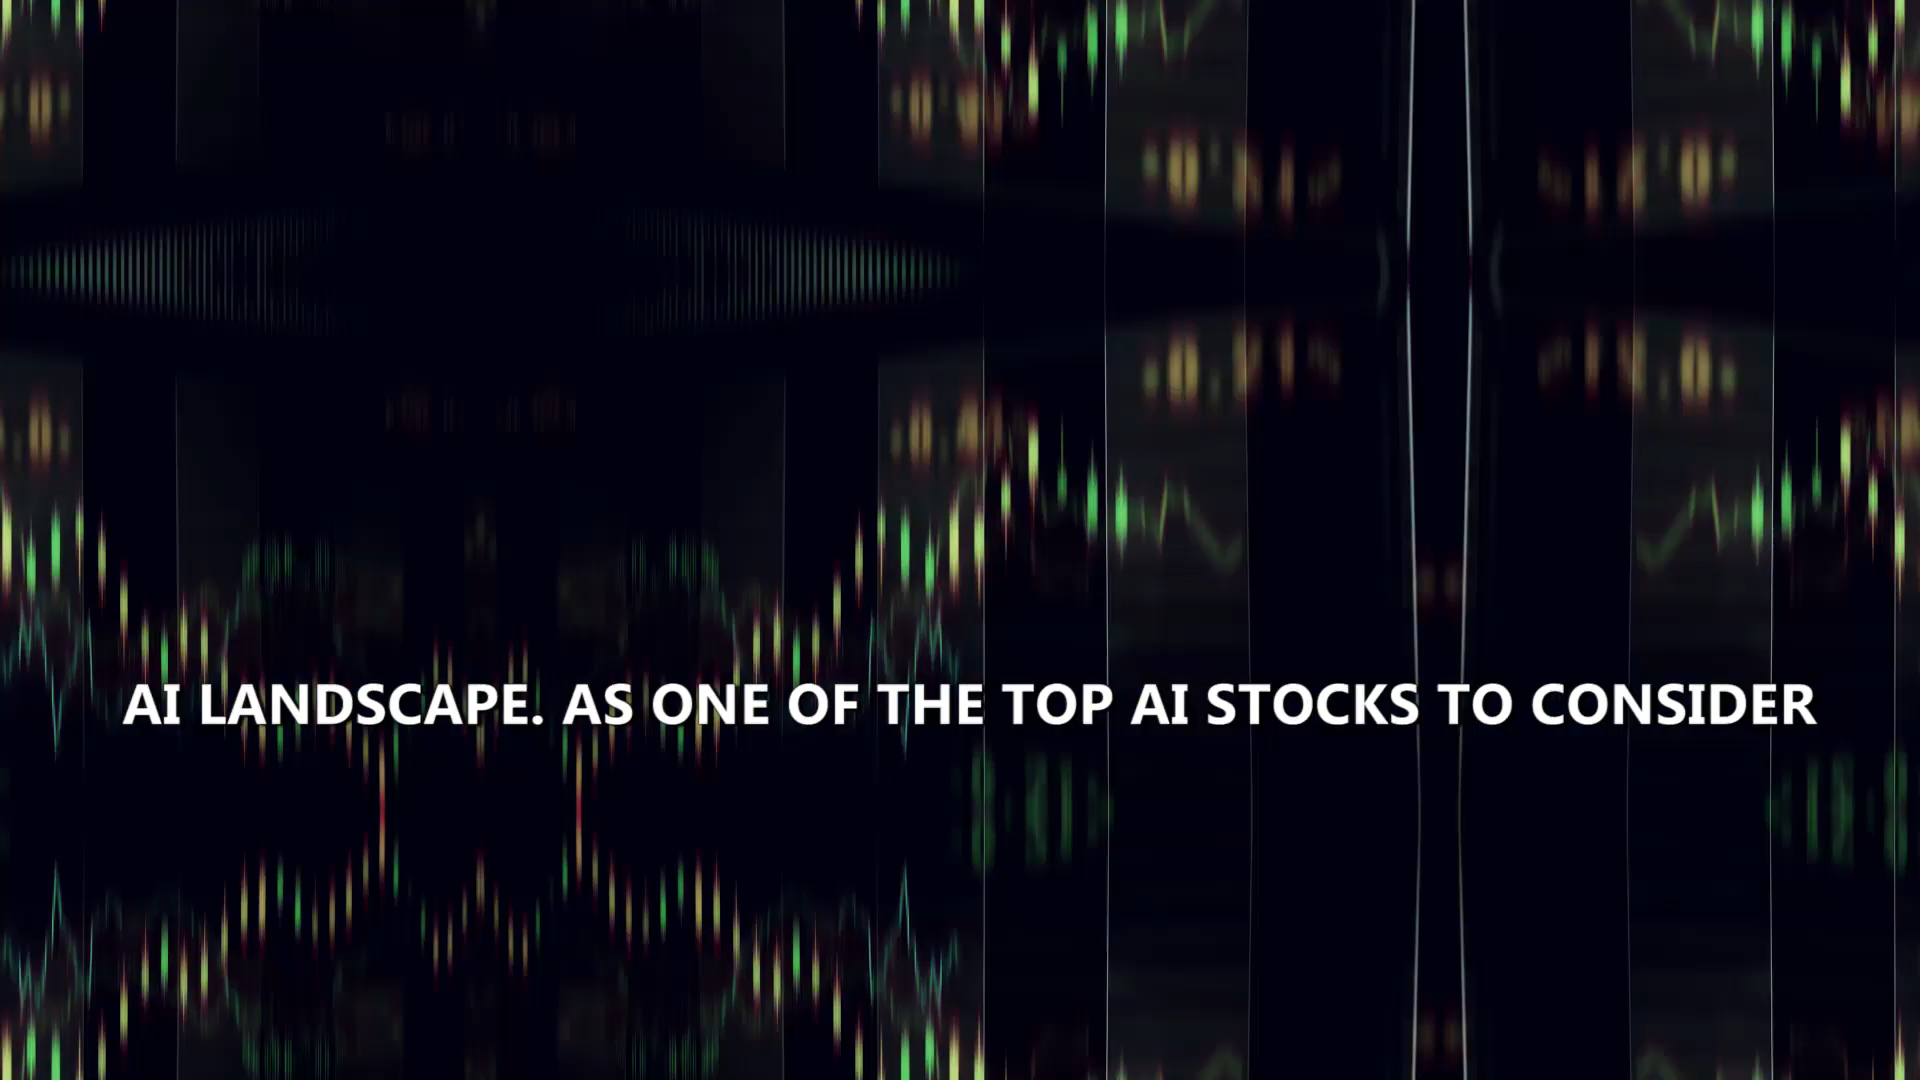 AI LANDSCAPE. AS ONE OF THE TOP AI STOCKS TO CONSIDER